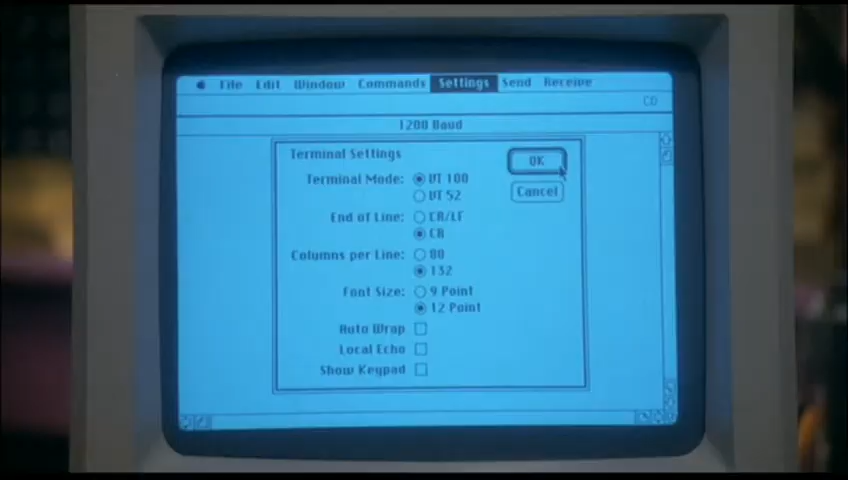 File Edit Window Commands Settings Send Receive
CD
1200 Baud
Terminal Settings
OK
Terminal Mode: VT 100
VT 52
Cancel
End of Line: CR/LF
CR
Columns per Line: 80
132
Font Size: 9 Point
12 Point
Auto Wrap
Local Echo
Show Keypad